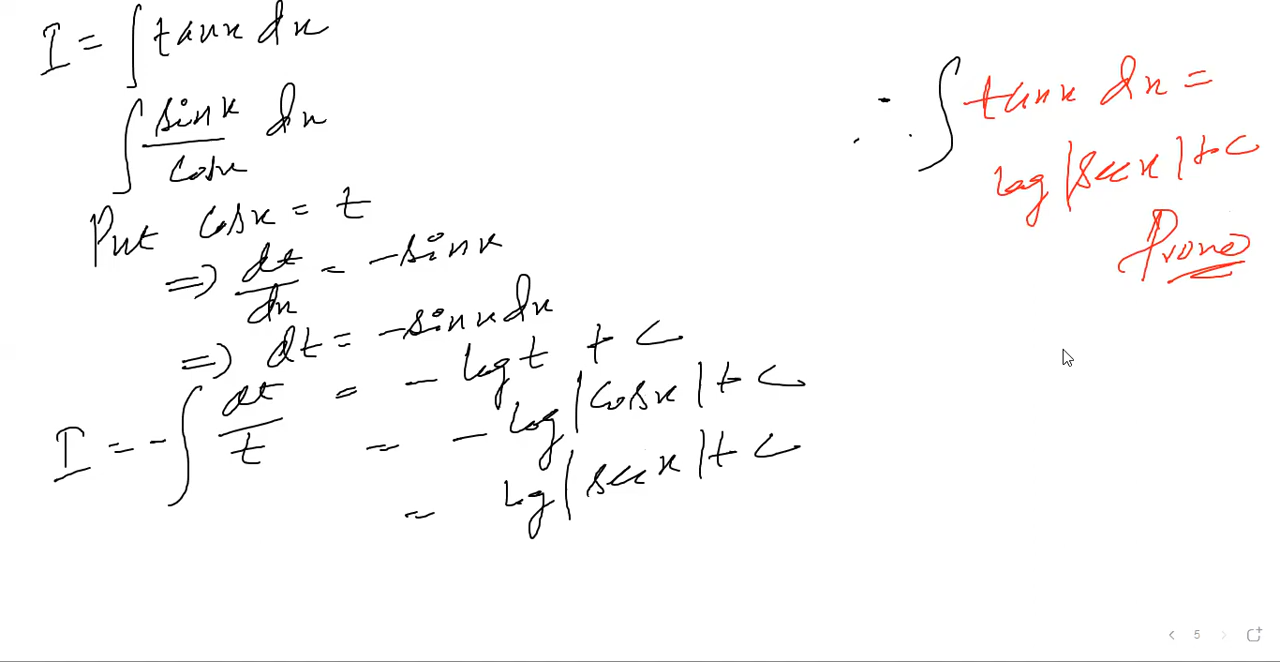 I = ∫ tanx dx
∫ sinx/cosx dx
Put cosx = t
=> dt/dx = -sinx
=> dt = -sinx dx
I = -∫ dt/t = - log t + C
= - log |cosx| + C
= log |secx| + C
∴ ∫ tanx dx =
log |secx| + C
5